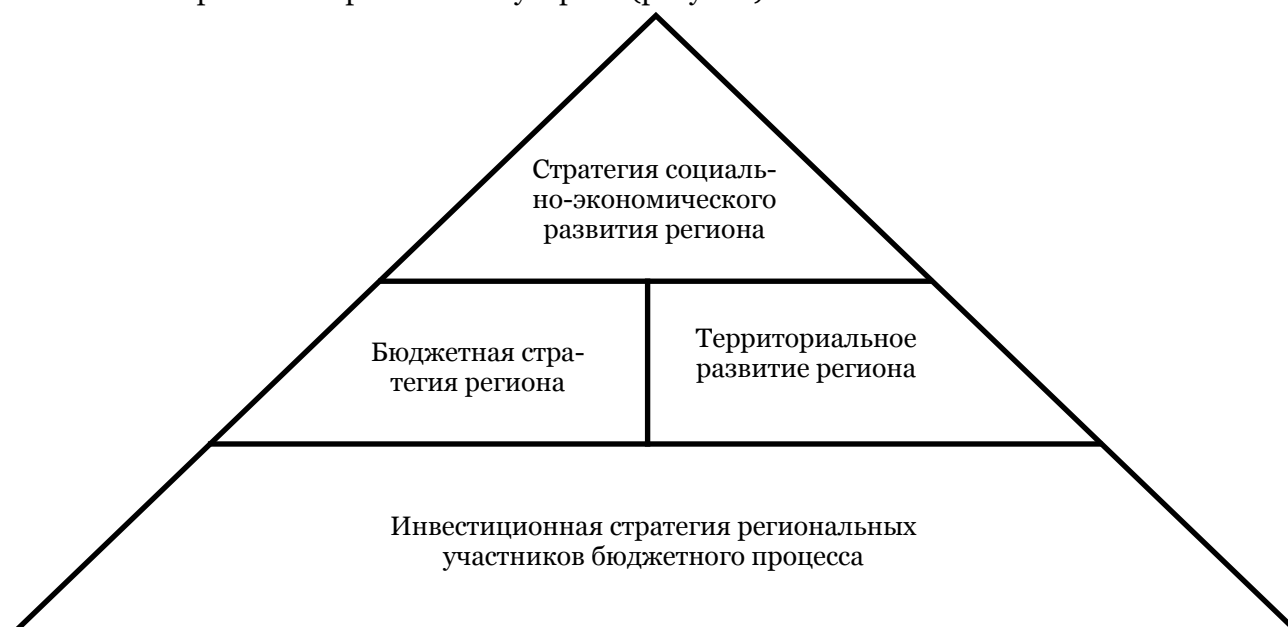 Стратегия социаль-
но-экономического
развития региона
Бюджетная стра-
тегия региона
Территориальное
развитие региона
Инвестиционная стратегия региональных
участников бюджетного процесса